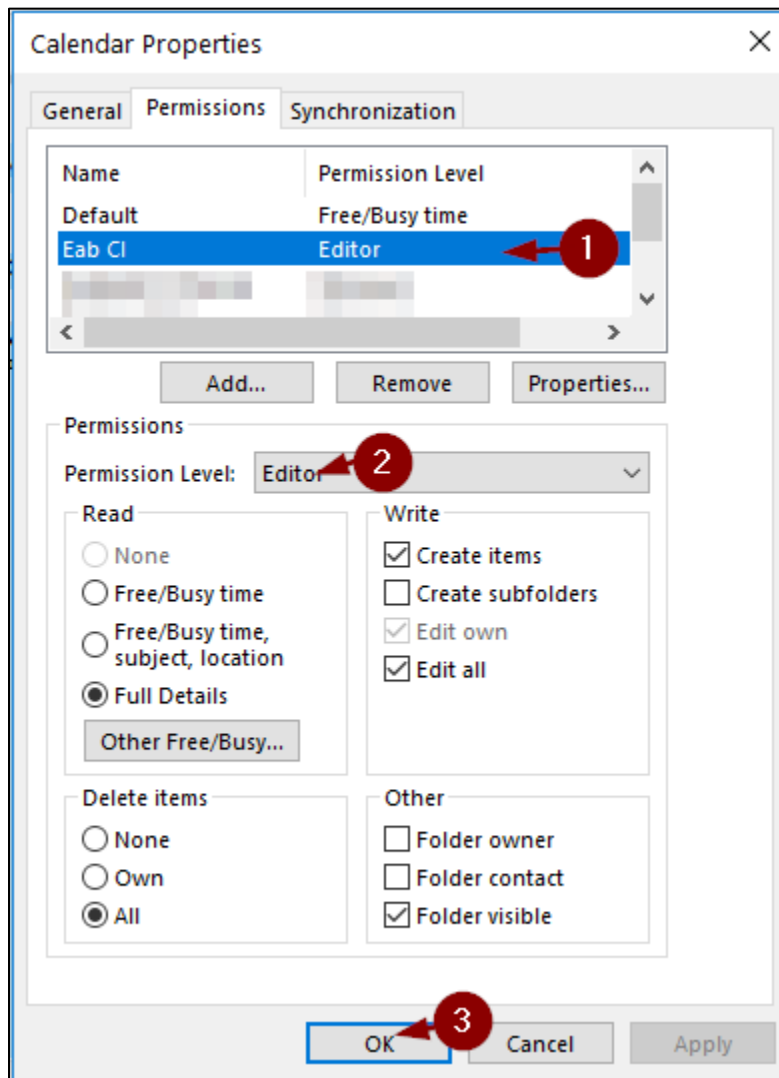 Calendar Properties
General Permissions Synchronization
Name Permission Level
Default Free/Busy time
Eab CI Editor 1
Add... Remove Properties...
Permissions
Permission Level: Editor 2
Read Write
None Create items
Free/Busy time Create subfolders
Free/Busy time, Edit own
subject, location Edit all
Full Details
Other Free/Busy...
Delete items Other
None Folder owner
Own Folder contact
All Folder visible
OK 3 Cancel Apply